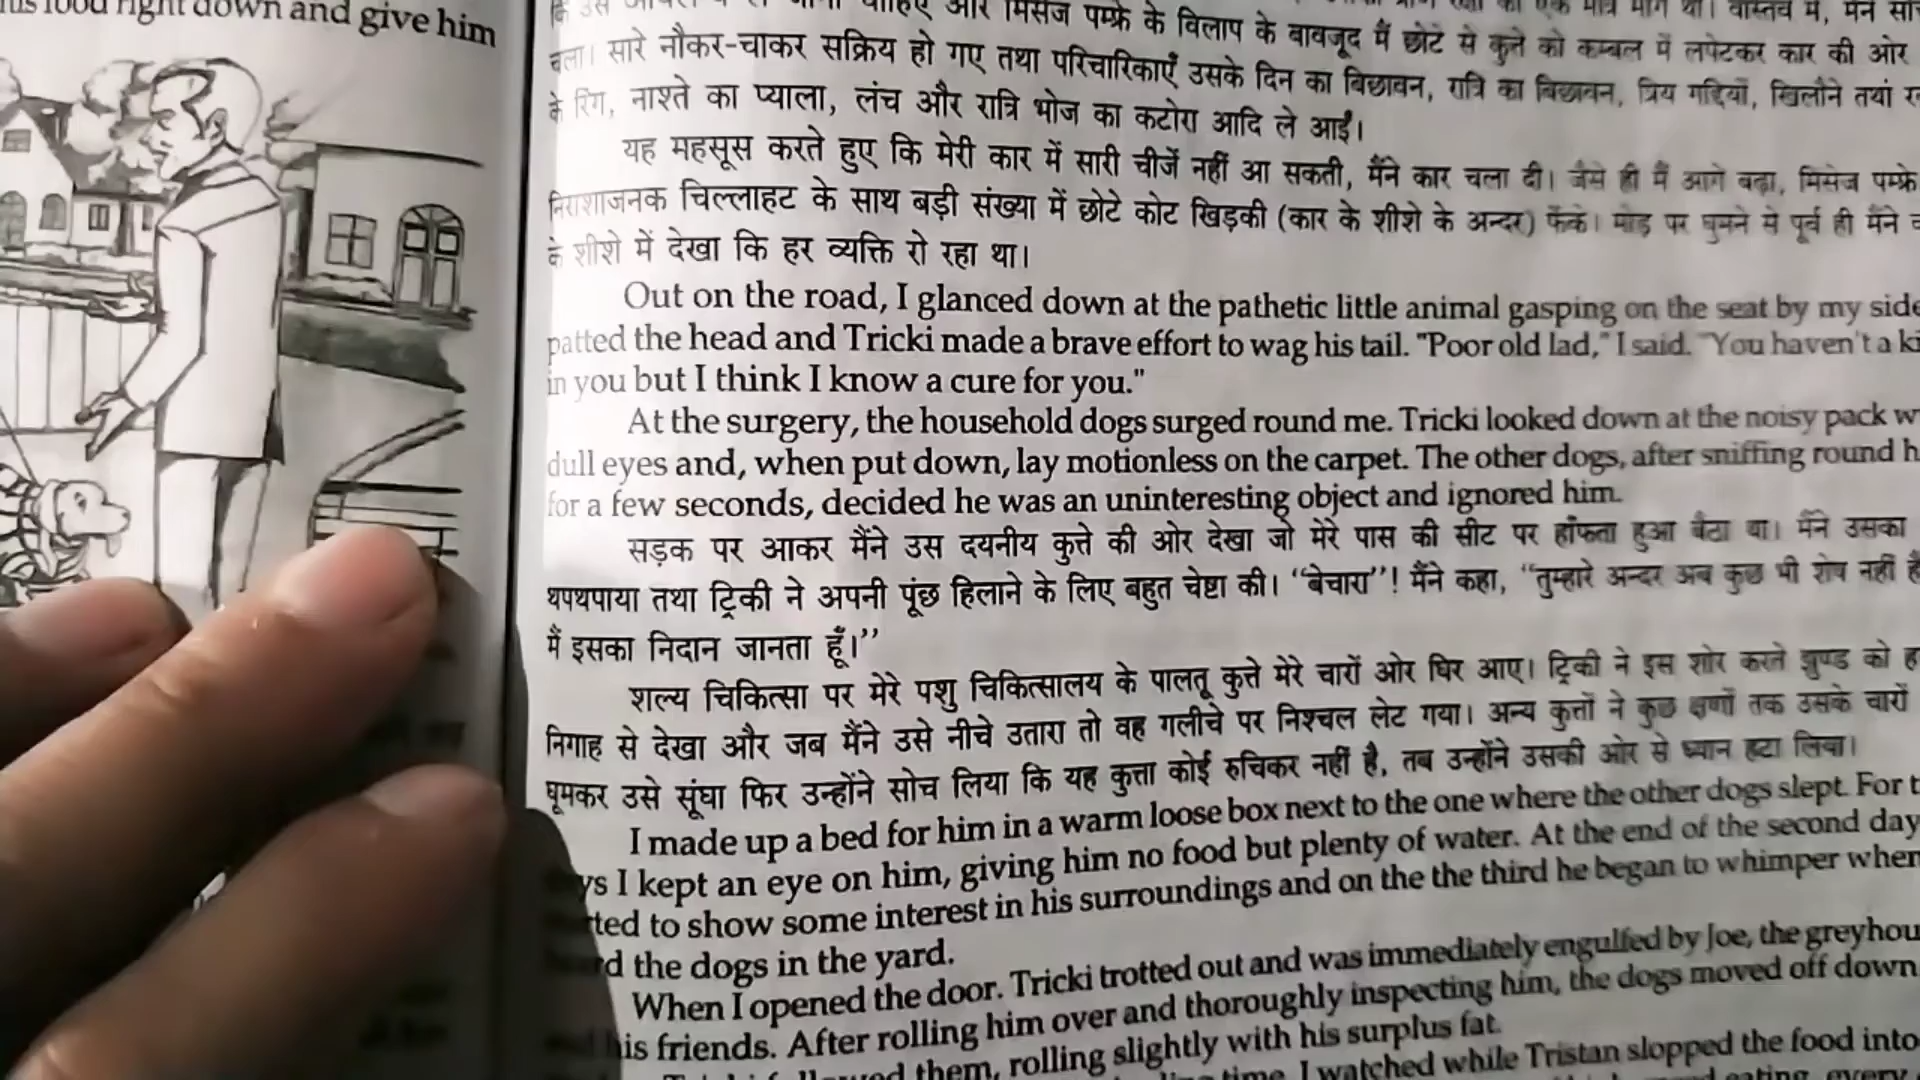 food right down and give him
के विलाप के बावजूद मैं छोटे से कुत्ते को कम्बल में लपेटकर कार की ओर
चला। सारे नौकर-चाकर सक्रिय हो गए तथा परिचारिकाएँ उसके दिन का बिछावन, रात्रि का बिछावन, प्रिय गद्दियाँ, खिलौने तथां
के रिंग, नाश्ते का प्याला, लंच और रात्रि भोज का कटोरा आदि ले आईं।
यह महसूस करते हुए कि मेरी कार में सारी चीजें नहीं आ सकती, मैंने कार चला दी। जैसे ही मैं आगे बढ़ा, मिसेज पम्फ्रे
निराशाजनक चिल्लाहट के साथ बड़ी संख्या में छोटे कोट खिड़की (कार के शीशे के अन्दर) फेंके। मोड़ पर घुमने से पूर्व ही मैंने
के शीशे में देखा कि हर व्यक्ति रो रहा था।
Out on the road, I glanced down at the pathetic little animal gasping on the seat by my side
patted the head and Tricki made a brave effort to wag his tail. "Poor old lad," I said. "You haven't a
in you but I think I know a cure for you."
At the surgery, the household dogs surged round me. Tricki looked down at the noisy pack
dull eyes and, when put down, lay motionless on the carpet. The other dogs, after sniffing round
for a few seconds, decided he was an uninteresting object and ignored him.
सड़क पर आकर मैंने उस दयनीय कुत्ते की ओर देखा जो मेरे पास की सीट पर हाँफता हुआ बैठा था। मैंने उसका
थपथपाया तथा ट्रिकी ने अपनी पूंछ हिलाने के लिए बहुत चेष्टा की। “बेचारा”! मैंने कहा, “तुम्हारे अन्दर अब कुछ भी शेष नहीं
मैं इसका निदान जानता हूँ।”
शल्य चिकित्सा पर मेरे पशु चिकित्सालय के पालतू कुत्ते मेरे चारों ओर घिर आए। ट्रिकी ने इस शोर करते झुण्ड को
निगाह से देखा और जब मैंने उसे नीचे उतारा तो वह गलीचे पर निश्चल लेट गया। अन्य कुत्तों ने कुछ क्षणों तक उसके चारों
घूमकर उसे सूंघा फिर उन्होंने सोच लिया कि यह कुत्ता कोई रुचिकर नहीं है, तब उन्होंने उसकी ओर से ध्यान हटा लिया।
I made up a bed for him in a warm loose box next to the one where the other dogs slept. For
I kept an eye on him, giving him no food but plenty of water. At the end of the second day
to show some interest in his surroundings and on the the third he began to whimper when
the dogs in the yard.
When I opened the door. Tricki trotted out and was immediately engulfed by Joe, the
his friends. After rolling him over and thoroughly inspecting him, the dogs moved off down
them, rolling slightly with his surplus fat.
time, I watched while Tristan slopped the food into